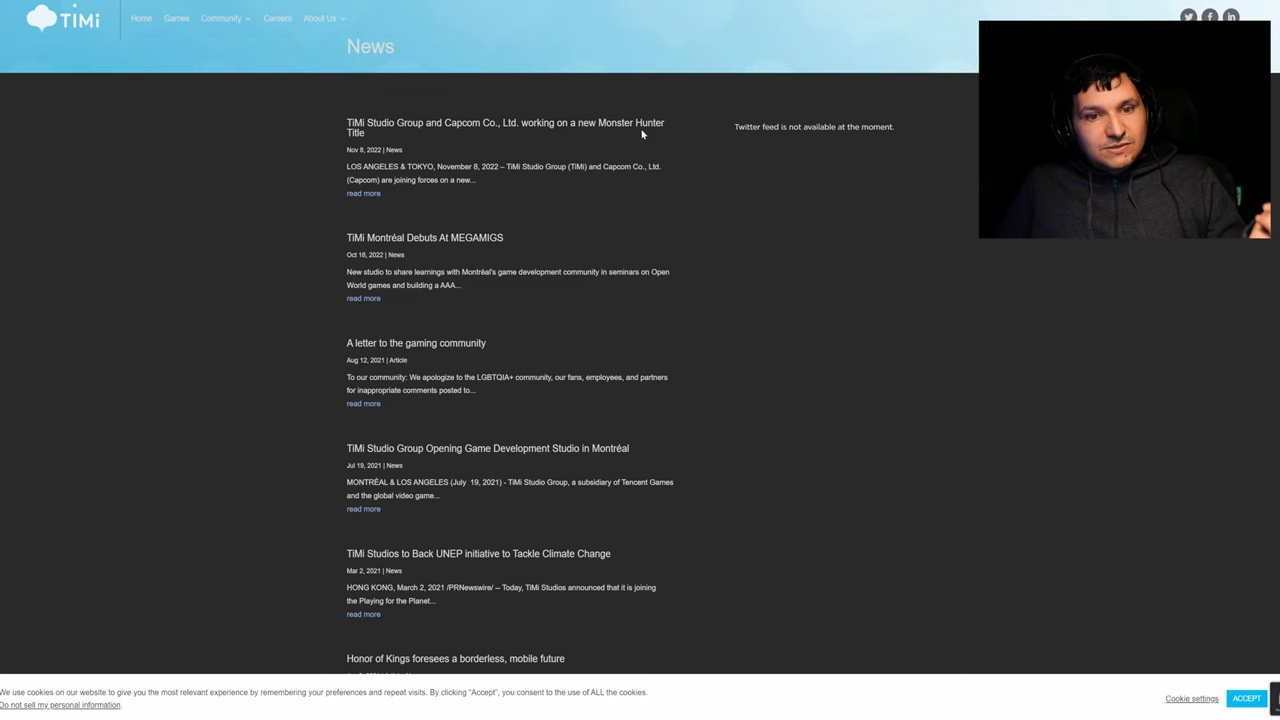 TiMi
Home Games Community Careers About Us
News
TiMi Studio Group and Capcom Co., Ltd. working on a new Monster Hunter
Title
Nov 8, 2022 | News
LOS ANGELES & TOKYO, November 8, 2022 – TiMi Studio Group (TiMi) and Capcom Co., Ltd.
(Capcom) are joining forces on a new...
read more
Twitter feed is not available at the moment.
TiMi Montréal Debuts At MEGAMIGS
Oct 18, 2022 | News
New studio to share learnings with Montréal's game development community in seminars on Open
World games and building a AAA...
read more
A letter to the gaming community
Aug 12, 2021 | Article
To our community: We apologize to the LGBTQIA+ community, our fans, employees, and partners
for inappropriate comments posted to...
read more
TiMi Studio Group Opening Game Development Studio in Montréal
Jul 19, 2021 | News
MONTRÉAL & LOS ANGELES (July 19, 2021) - TiMi Studio Group, a subsidiary of Tencent Games
and the global video game...
read more
TiMi Studios to Back UNEP initiative to Tackle Climate Change
Mar 2, 2021 | News
HONG KONG, March 2, 2021 /PRNewswire/ -- Today, TiMi Studios announced that it is joining
the Playing for the Planet...
read more
Honor of Kings foresees a borderless, mobile future
We use cookies on our website to give you the most relevant experience by remembering your preferences and repeat visits. By clicking “Accept”, you consent to the use of ALL the cookies.
Do not sell my personal information.
Cookie settings ACCEPT